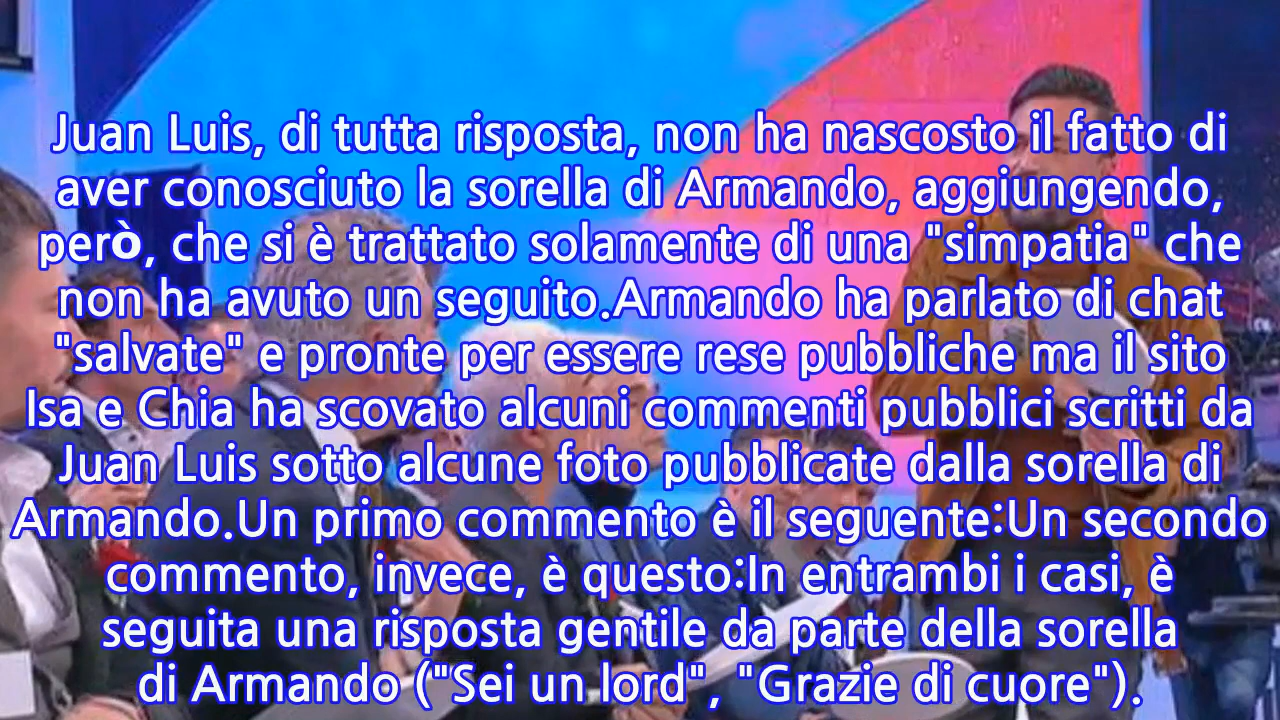 Juan Luis, di tutta risposta, non ha nascosto il fatto di
aver conosciuto la sorella di Armando, aggiungendo,
però, che si è trattato solamente di una "simpatia" che
non ha avuto un seguito.Armando ha parlato di chat
"salvate" e pronte per essere rese pubbliche ma il sito
Isa e Chia ha scovato alcuni commenti pubblici scritti da
Juan Luis sotto alcune foto pubblicate dalla sorella di
Armando.Un primo commento è il seguente:Un secondo
commento, invece, è questo:In entrambi i casi, è
seguita una risposta gentile da parte della sorella
di Armando ("Sei un lord", "Grazie di cuore").